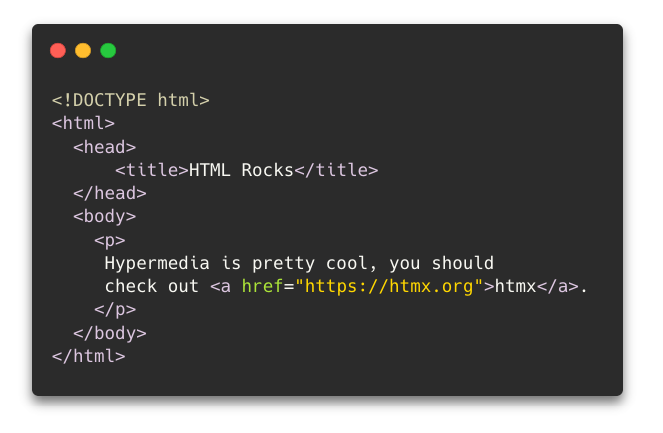 <!DOCTYPE html>
<html>
  <head>
      <title>HTML Rocks</title>
  </head>
  <body>
    <p>
     Hypermedia is pretty cool, you should
     check out <a href="https://htmx.org">htmx</a>.
    </p>
  </body>
</html>